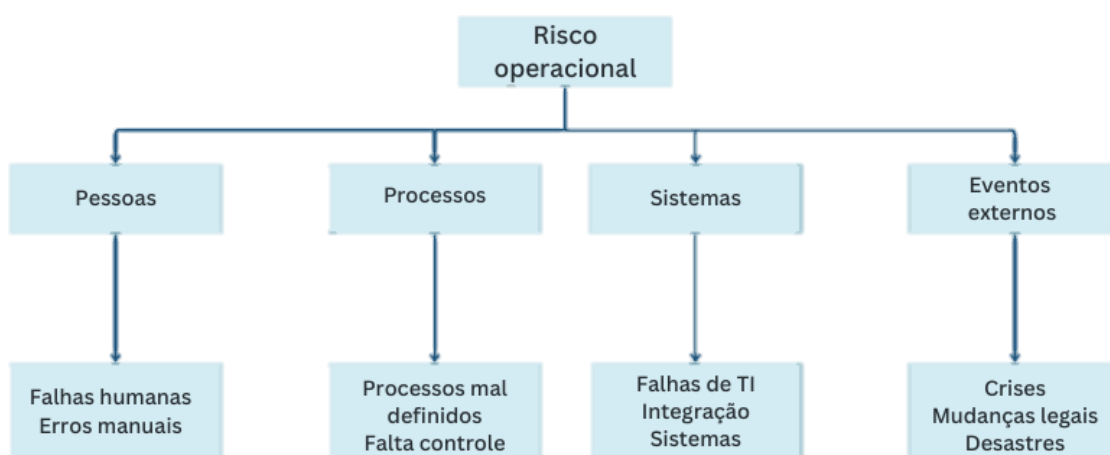 Risco
operacional
Pessoas
Processos
Sistemas
Eventos
externos
Falhas humanas
Erros manuais
Processos mal
definidos
Falta controle
Falhas de TI
Integração
Sistemas
Crises
Mudanças legais
Desastres